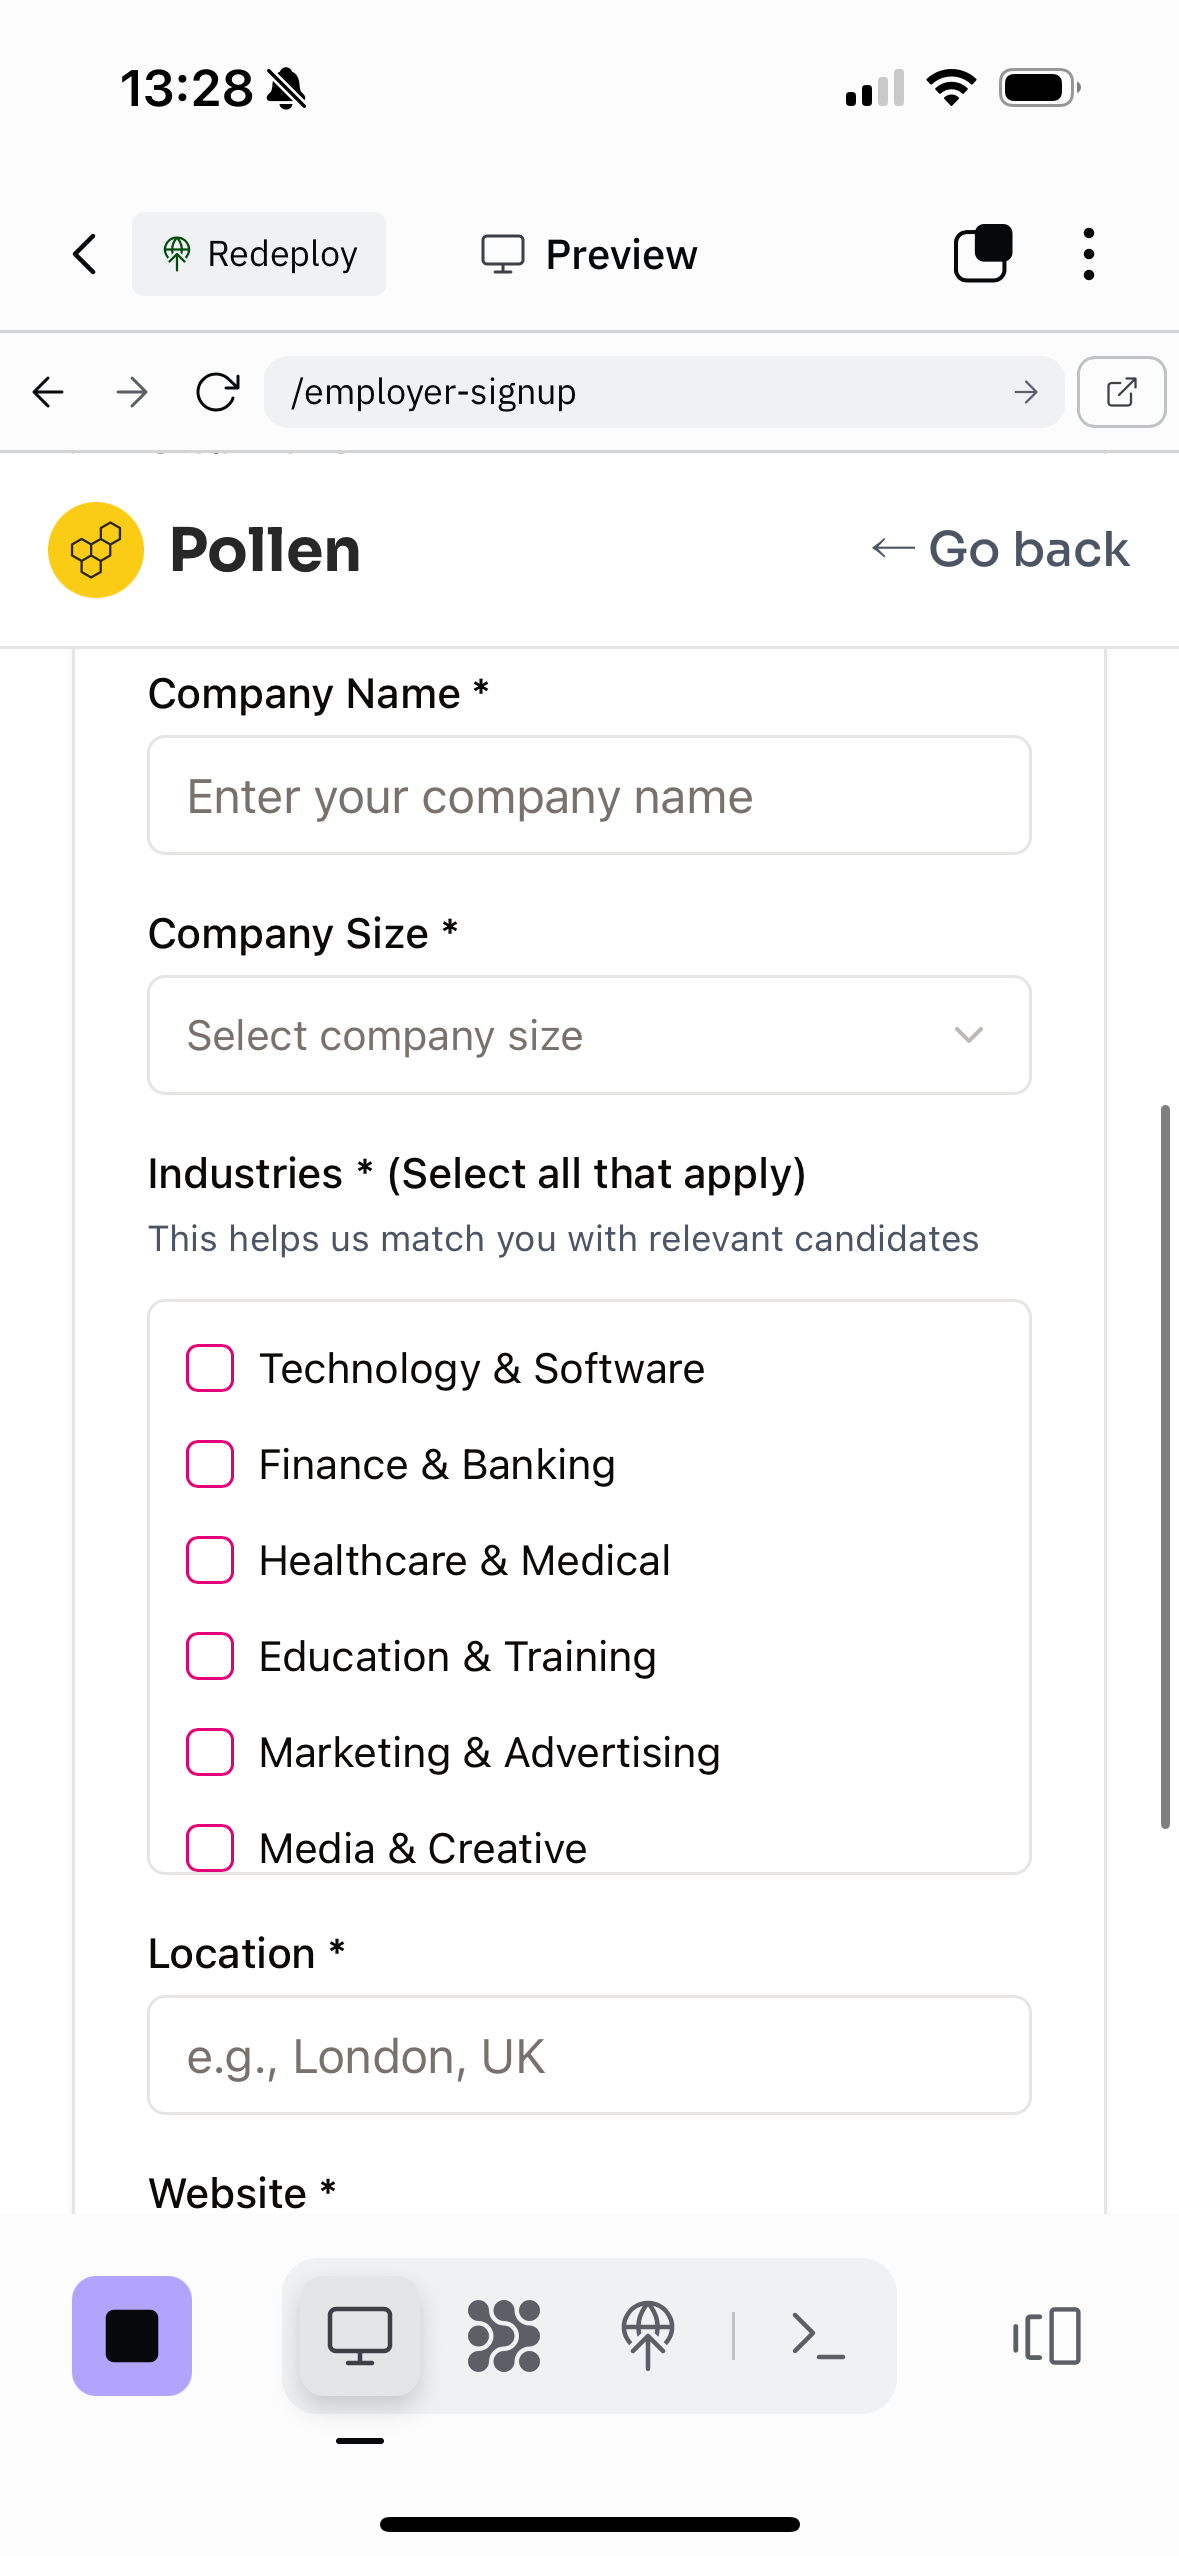 13:28
Redeploy
Preview
/employer-signup
Pollen
← Go back
Company Name *
Enter your company name
Company Size *
Select company size
Industries * (Select all that apply)
This helps us match you with relevant candidates
Technology & Software
Finance & Banking
Healthcare & Medical
Education & Training
Marketing & Advertising
Media & Creative
Location *
e.g., London, UK
Website *